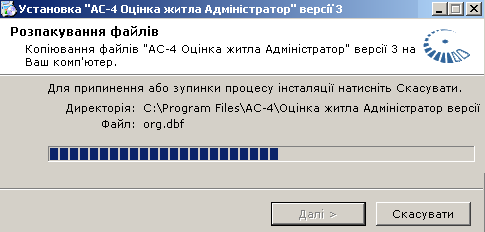 Установка "АС-4 Оцінка житла Адміністратор" версії 3
Розпакування файлів
Копіювання файлів "АС-4 Оцінка житла Адміністратор" версії 3 на
Ваш комп'ютер.
Для припинення або зупинки процесу інсталяції натисніть Скасувати.
Директорія: C:\Program Files\АС-4\Оцінка житла Адміністратор версії
Файл: org.dbf
Далі >
Скасувати